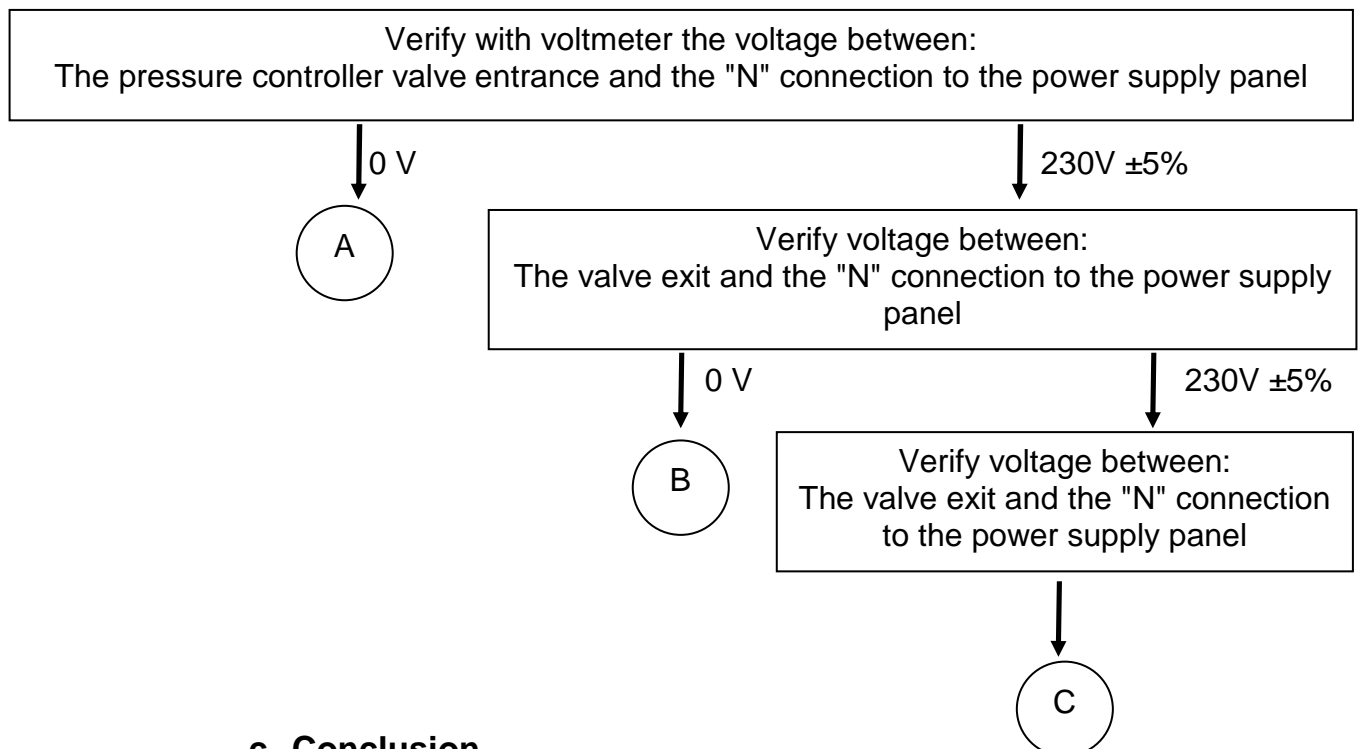 Verify with voltmeter the voltage between:
The pressure controller valve entrance and the "N" connection to the power supply panel
0 V
230V ±5%
A
Verify voltage between:
The valve exit and the "N" connection to the power supply
panel
0 V
230V ±5%
B
Verify voltage between:
The valve exit and the "N" connection
to the power supply panel
C
c. Conclusion